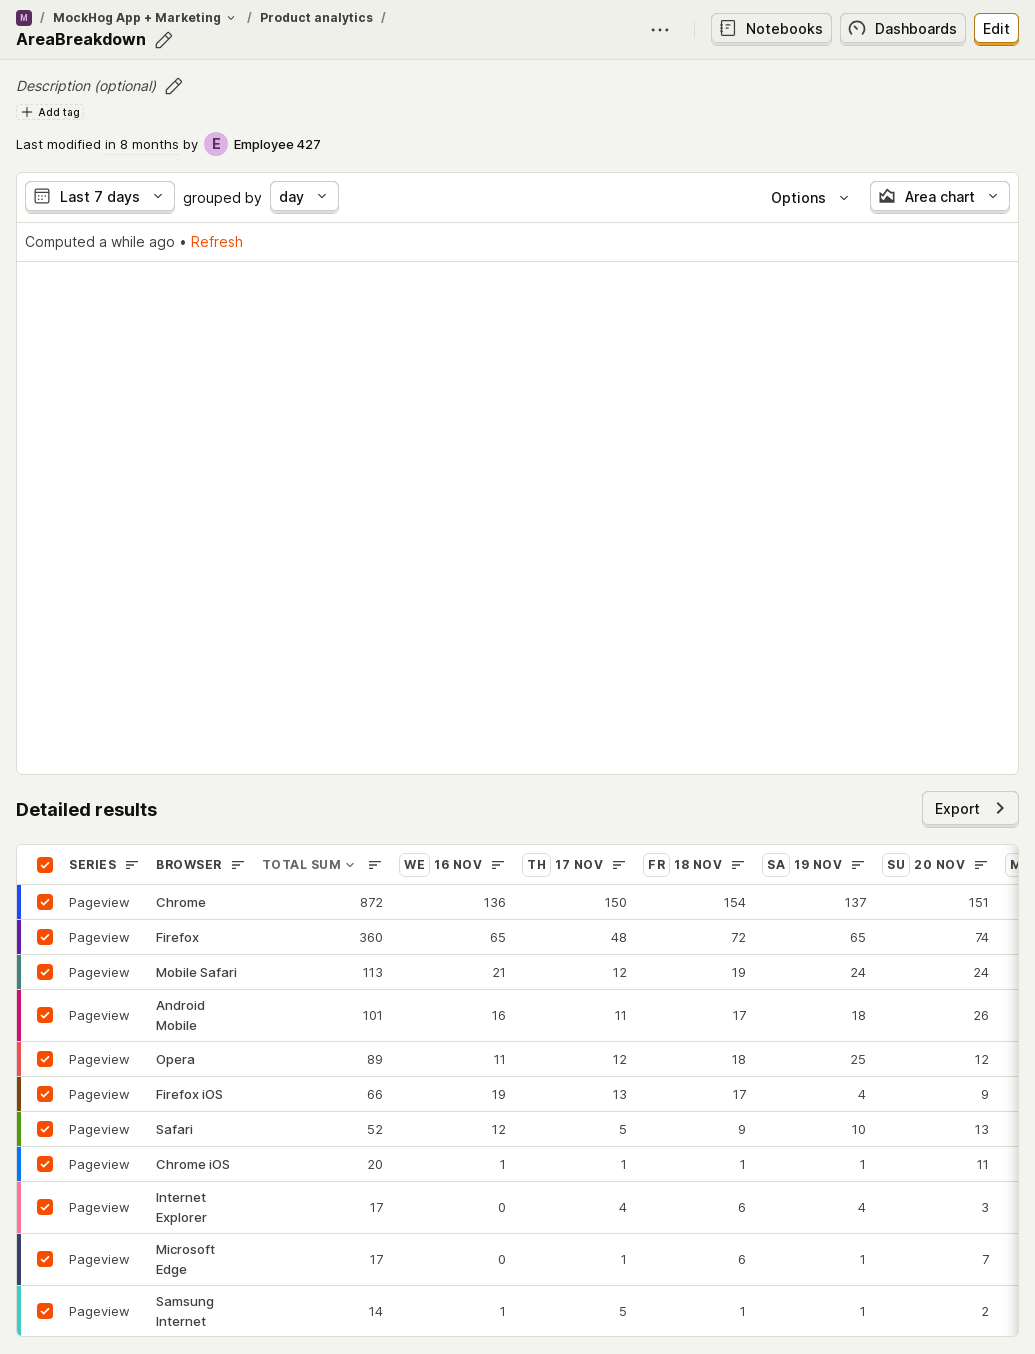 M / MockHog App + Marketing / Product analytics /
AreaBreakdown
Notebooks Dashboards Edit
Description (optional)
Add tag
Last modified in 8 months by E Employee 427
Last 7 days grouped by day Options Area chart
Computed a while ago • Refresh
Detailed results
Export
SERIES BROWSER TOTAL SUM WE 16 NOV TH 17 NOV FR 18 NOV SA 19 NOV SU 20 NOV
Pageview Chrome 872 136 150 154 137 151
Pageview Firefox 360 65 48 72 65 74
Pageview Mobile Safari 113 21 12 19 24 24
Pageview Android Mobile 101 16 11 17 18 26
Pageview Opera 89 11 12 18 25 12
Pageview Firefox iOS 66 19 13 17 4 9
Pageview Safari 52 12 5 9 10 13
Pageview Chrome iOS 20 1 1 1 1 11
Pageview Internet Explorer 17 0 4 6 4 3
Pageview Microsoft Edge 17 0 1 6 1 7
Pageview Samsung Internet 14 1 5 1 1 2